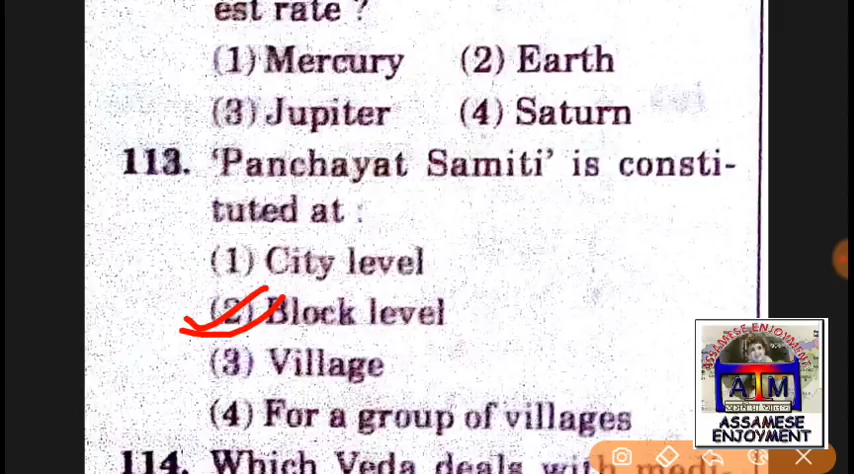 est rate ?
(1) Mercury (2) Earth
(3) Jupiter (4) Saturn
113. 'Panchayat Samiti' is consti-
tuted at :
(1) City level
(2) Block level
(3) Village
(4) For a group of villages
114. Which Veda deals with
ASSAMESE ENJOYMENT
ATM
ASSAMESE
ENJOYMENT